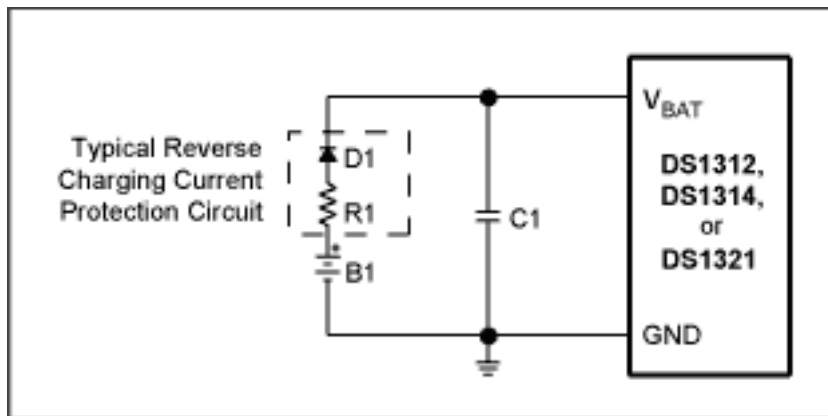 Typical Reverse
Charging Current
Protection Circuit
D1
R1
B1
C1
VBAT
DS1312,
DS1314,
or
DS1321
GND